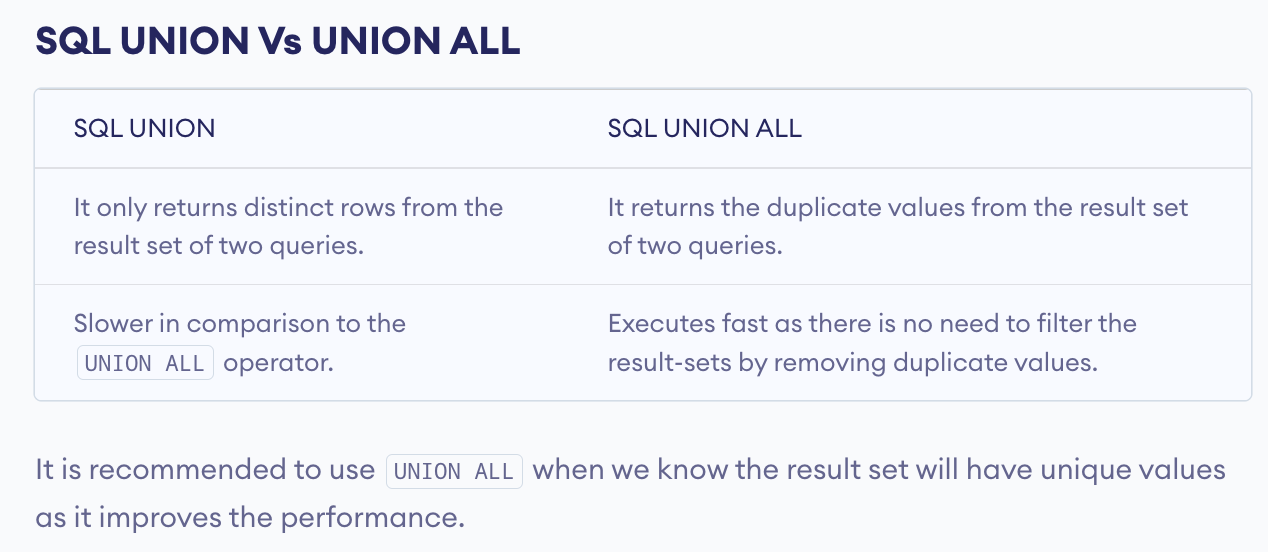 SQL UNION Vs UNION ALL
SQL UNION
SQL UNION ALL
It only returns distinct rows from the
result set of two queries.
It returns the duplicate values from the result set
of two queries.
Slower in comparison to the
UNION ALL operator.
Executes fast as there is no need to filter the
result-sets by removing duplicate values.
It is recommended to use UNION ALL when we know the result set will have unique values
as it improves the performance.